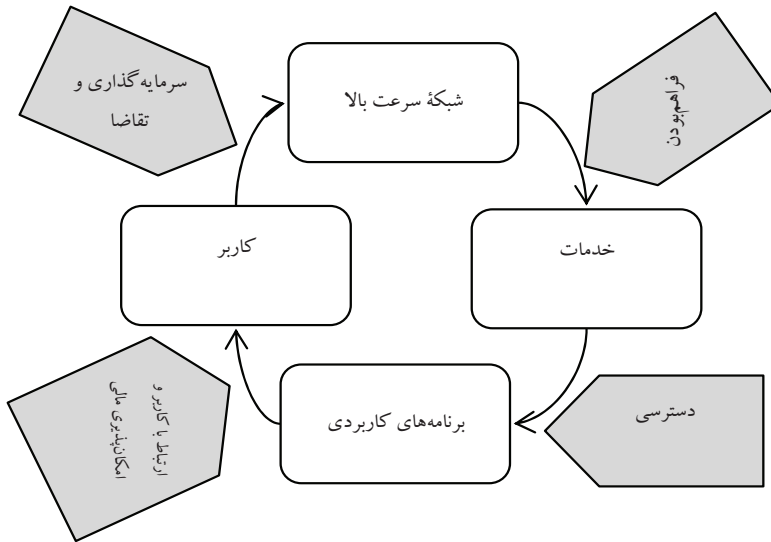 سرمایه‌گذاری و
تقاضا
شبکهٔ سرعت بالا
فراهم‌بودن
کاربر
خدمات
ارتباط با کاربر و
امکان‌پذیری مالی
برنامه‌های کاربردی
دسترسی